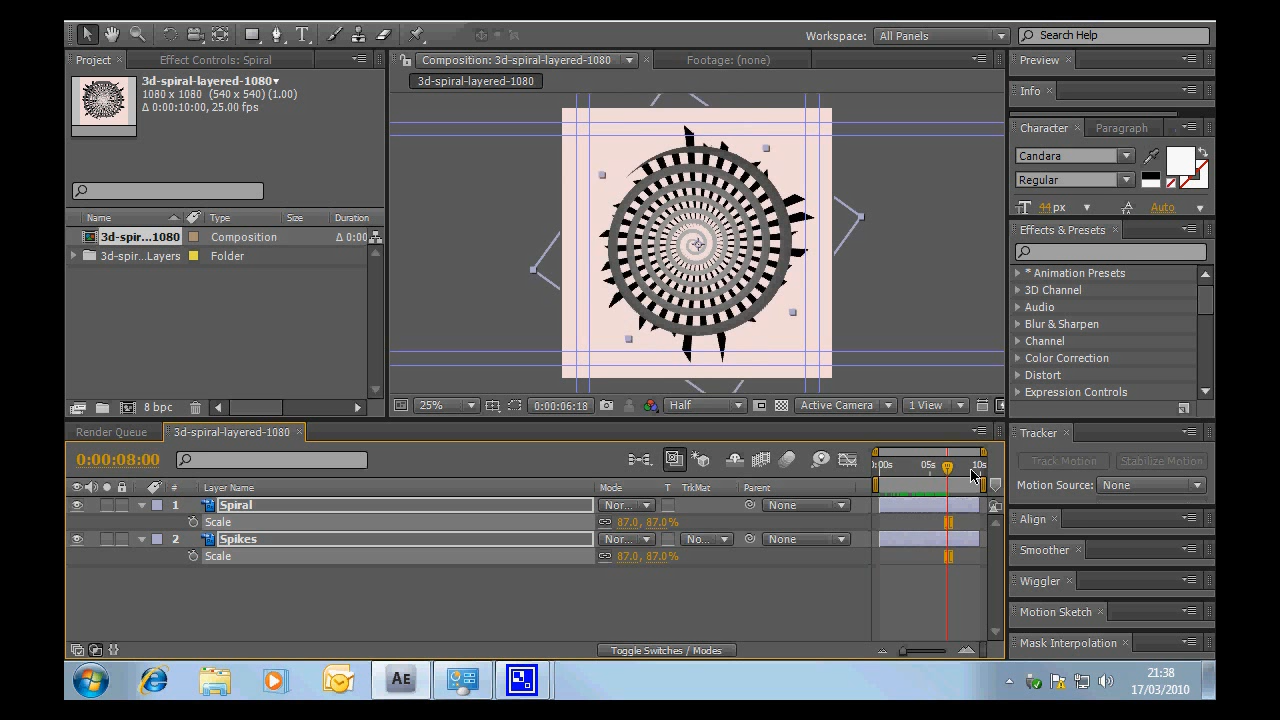 Workspace: All Panels Search Help
Project × Effect Controls: Spiral
Composition: 3d-spiral-layered-1080 × Footage: (none)
Preview ×
3d-spiral-layered-1080
1080 x 1080 (540 x 540) (1.00)
Δ 0:00:10:00, 25.00 fps
3d-spiral-layered-1080
Info ×
Character × Paragraph
Candara
Regular
T 44 px Auto
Name Type Size Duration
3d-spir...1080 Composition Δ 0:00
3d-spir...Layers Folder
Effects & Presets ×
* Animation Presets
3D Channel
Audio
Blur & Sharpen
Channel
Color Correction
Distort
Expression Controls
8 bpc
25% 0:00:06:18 Half Active Camera 1 View
Render Queue 3d-spiral-layered-1080 ×
0:00:08:00
:00s 05s 10s
# Layer Name Mode T TrkMat Parent
1 Spiral Nor... None
Scale 87.0, 87.0%
2 Spikes Nor... No... None
Scale 87.0, 87.0%
Toggle Switches / Modes
Tracker ×
Track Motion Stabilize Motion
Motion Source: None
Align ×
Smoother ×
Wiggler ×
Motion Sketch ×
Mask Interpolation ×
AE
21:38
17/03/2010